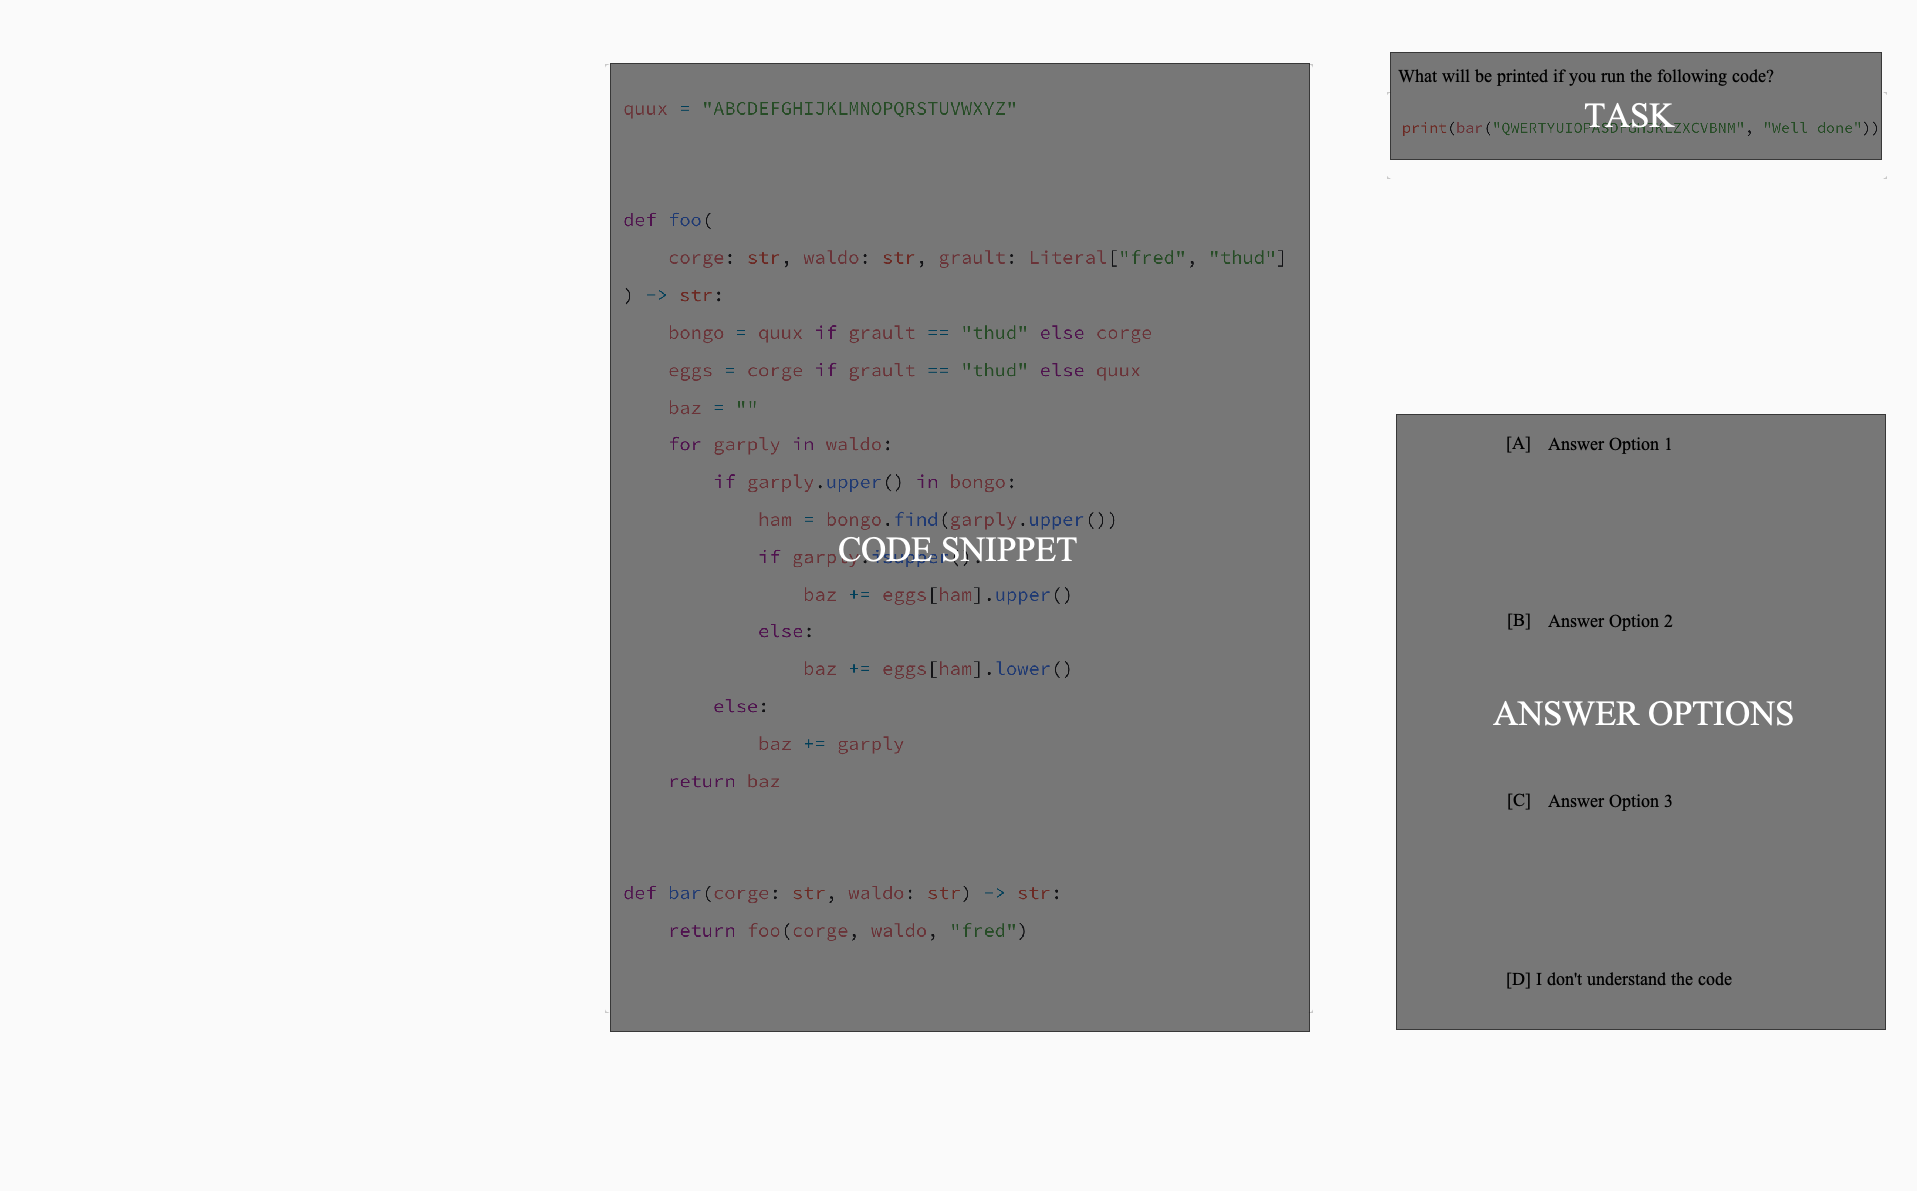 quux = "ABCDEFGHIJKLMNOPQRSTUVWXYZ"
def foo(
    corge: str, waldo: str, grault: Literal["fred", "thud"]
) -> str:
    bongo = quux if grault == "thud" else corge
    eggs = corge if grault == "thud" else quux
    baz = ""
    for garply in waldo:
        if garply.upper() in bongo:
            ham = bongo.find(garply.upper())
            if garply.isupper():
CODE SNIPPET
                baz += eggs[ham].upper()
            else:
                baz += eggs[ham].lower()
        else:
            baz += garply
    return baz
def bar(corge: str, waldo: str) -> str:
    return foo(corge, waldo, "fred")
What will be printed if you run the following code?
TASK
print(bar("QWERTYUIOPASDFGHJKLZXCVBNM", "Well done"))
[A] Answer Option 1
[B] Answer Option 2
ANSWER OPTIONS
[C] Answer Option 3
[D] I don't understand the code